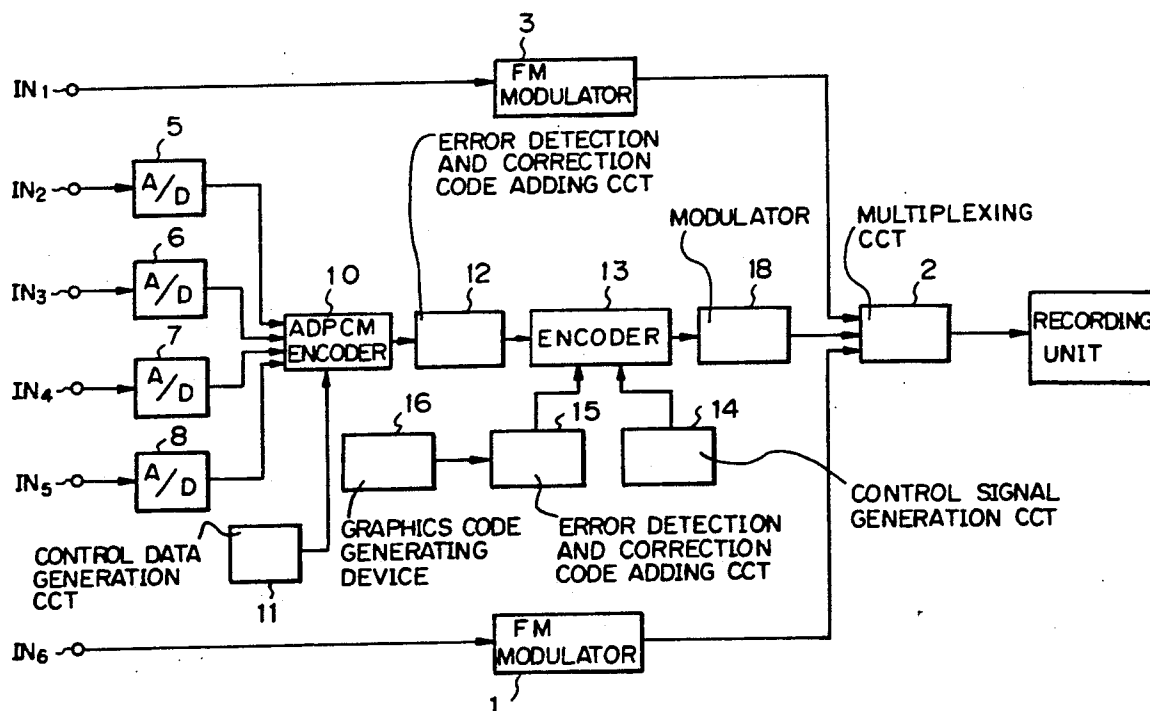 3
FM
MODULATOR
IN1
ERROR DETECTION
AND CORRECTION
CODE ADDING CCT
5
A/D
IN2
MODULATOR
MULTIPLEXING
CCT
6
A/D
IN3
10
ADPCM
ENCODER
12
13
ENCODER
18
2
RECORDING
UNIT
7
A/D
IN4
16
15
14
8
A/D
IN5
CONTROL SIGNAL
GENERATION CCT
GRAPHICS CODE
GENERATING
DEVICE
ERROR DETECTION
AND CORRECTION
CODE ADDING CCT
CONTROL DATA
GENERATION
CCT
11
IN6
FM
MODULATOR
1